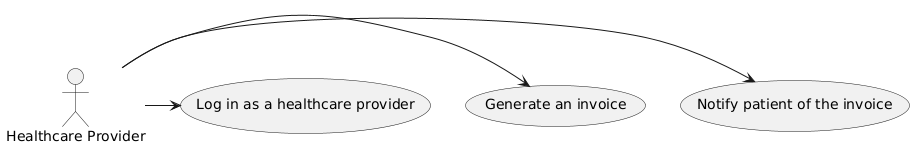 Healthcare Provider
Log in as a healthcare provider
Generate an invoice
Notify patient of the invoice